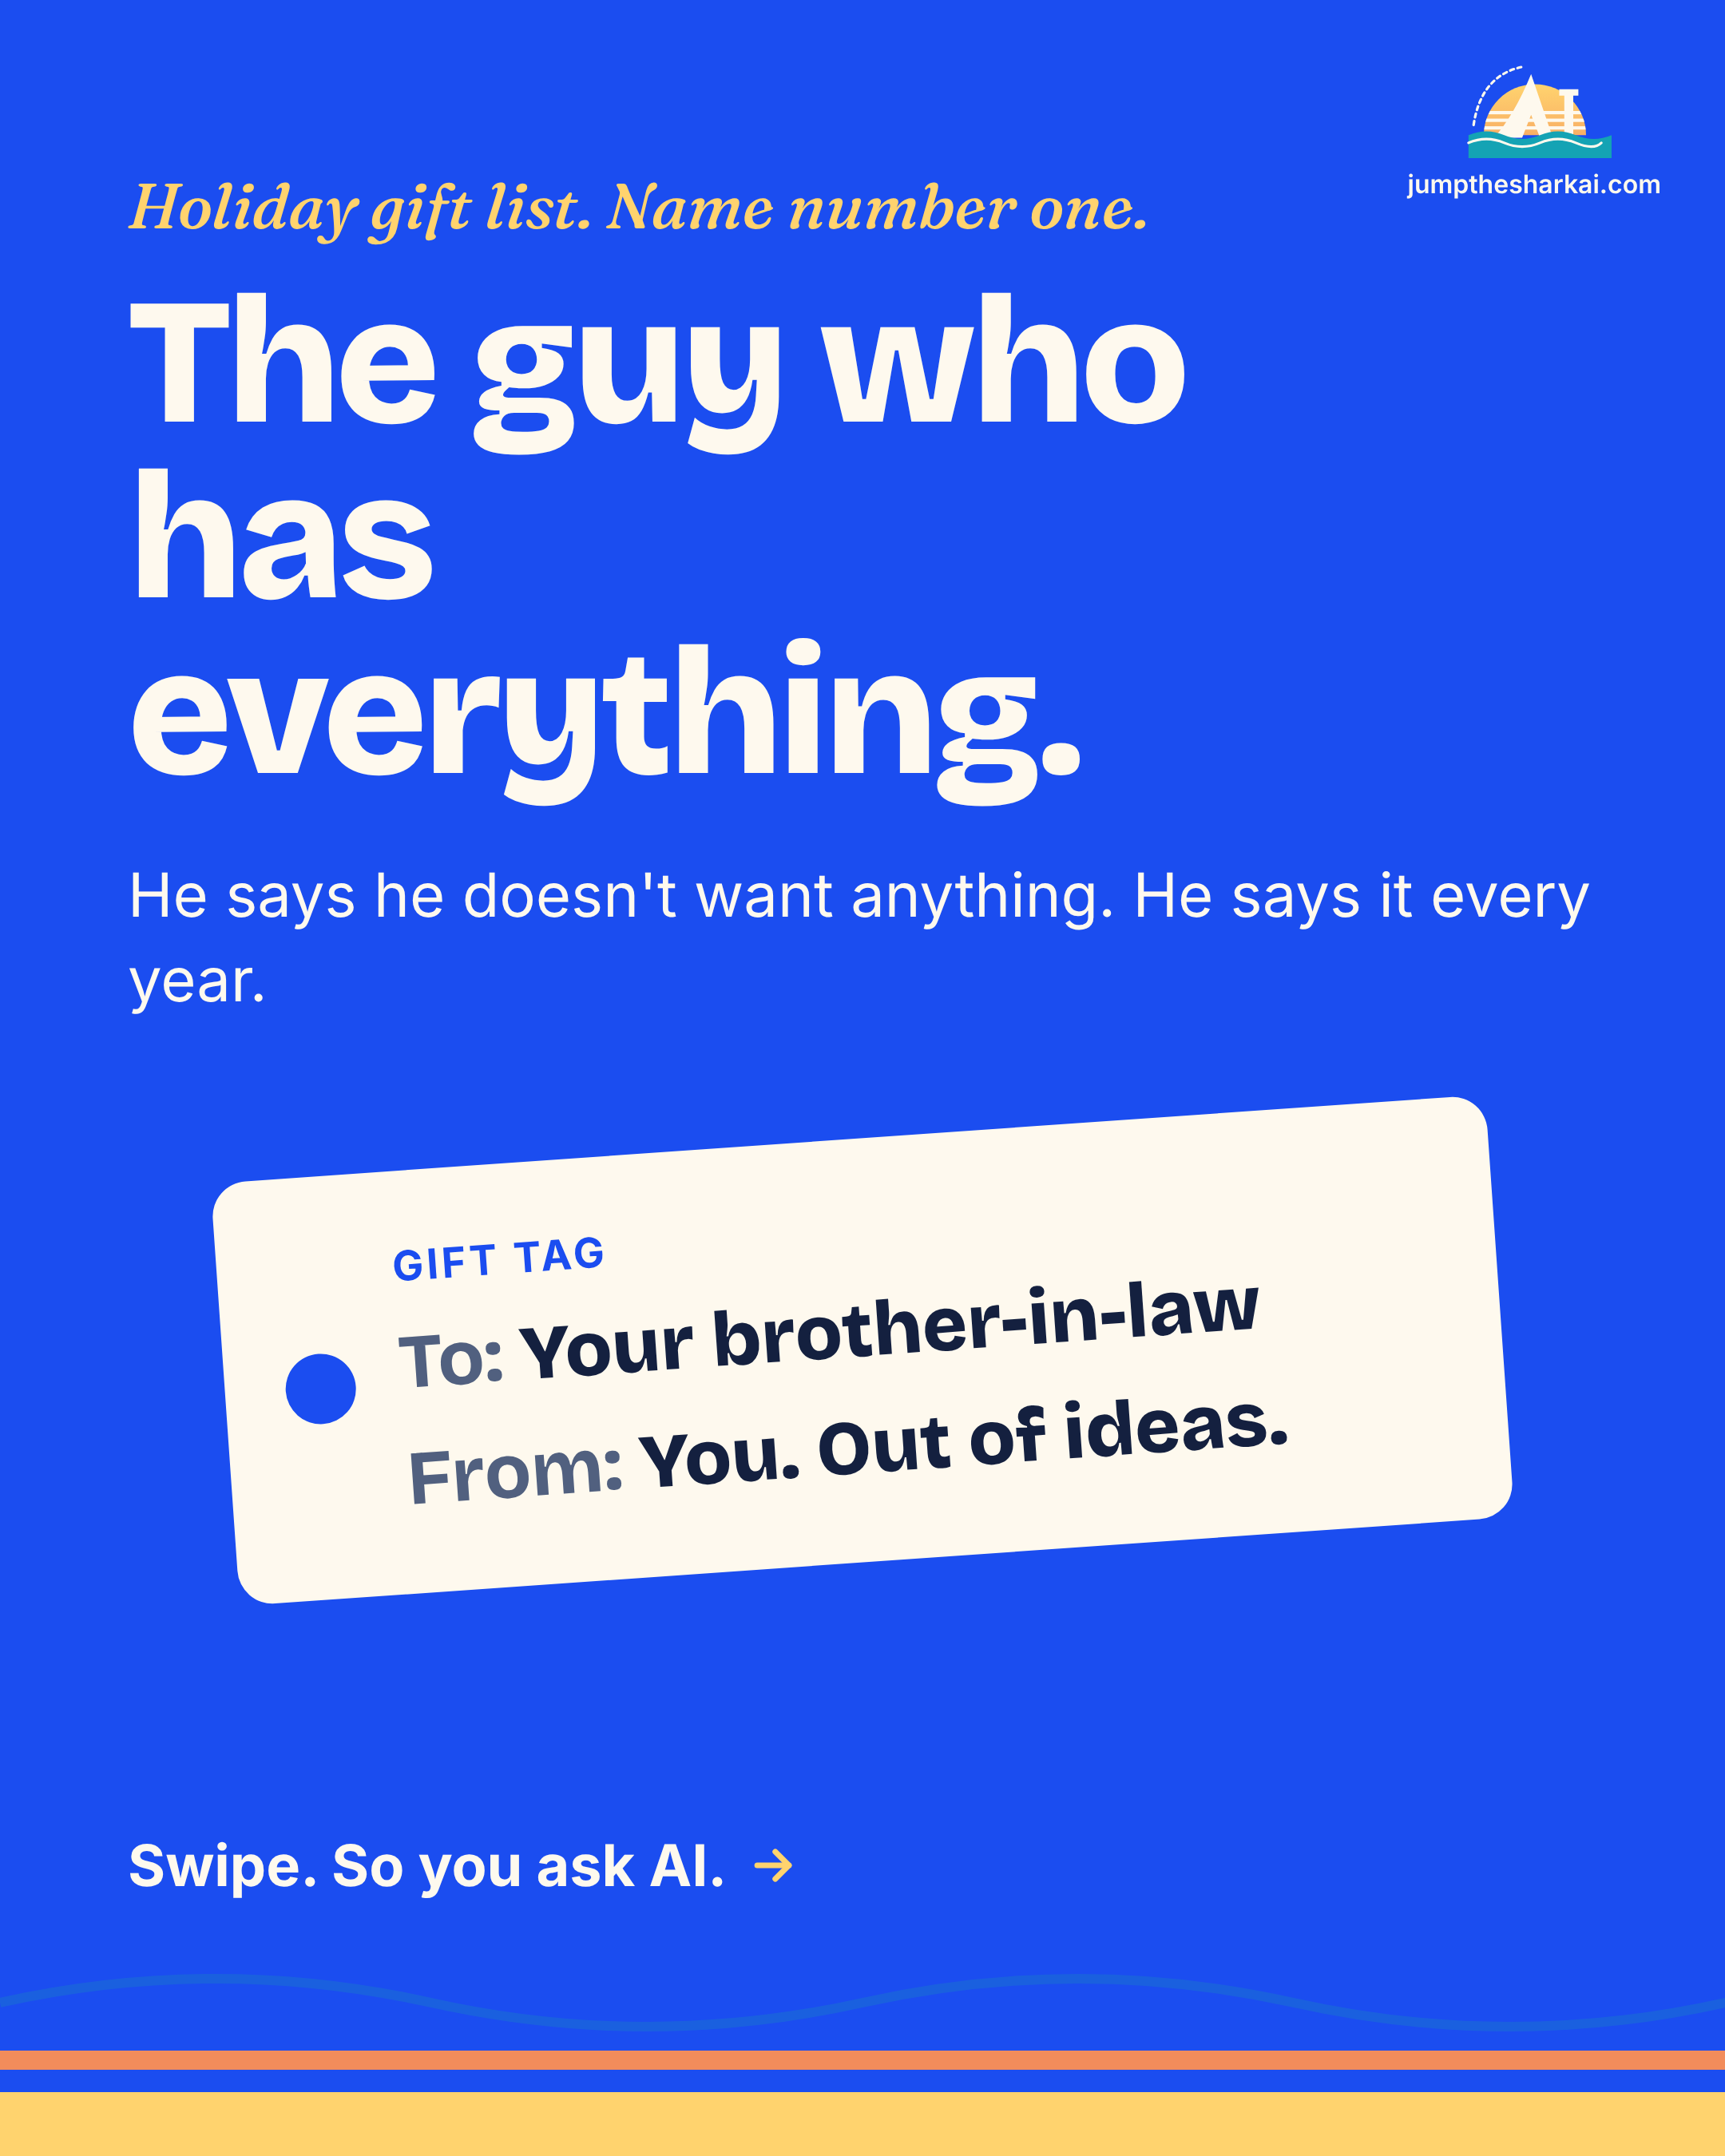 AI
jumpthesharkai.com
Holiday gift list. Name number one.
The guy who
has
everything.
He says he doesn't want anything. He says it every
year.
GIFT TAG
To: Your brother-in-law
From: You. Out of ideas.
Swipe. So you ask AI. →